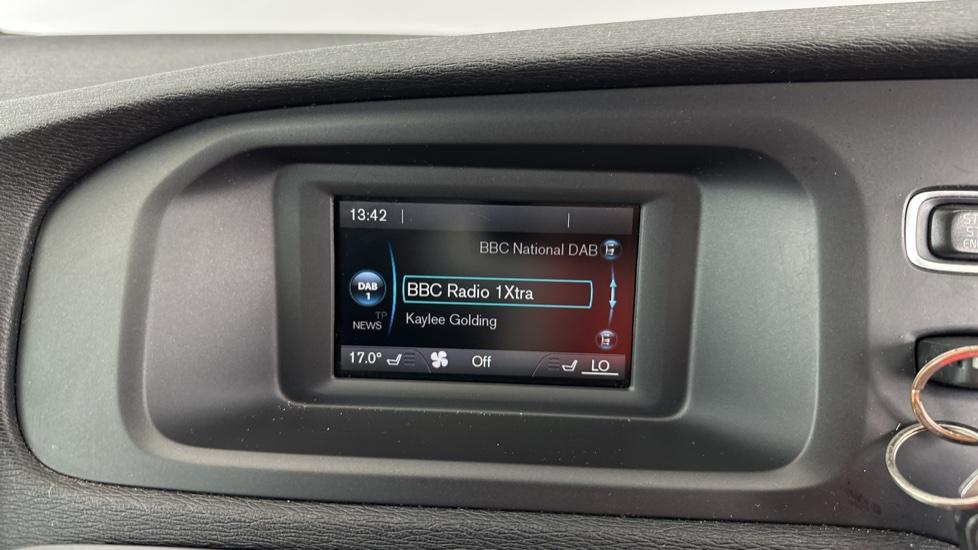 13:42
BBC National DAB
DAB
1
BBC Radio 1Xtra
TP
NEWS
Kaylee Golding
17.0° Off LO